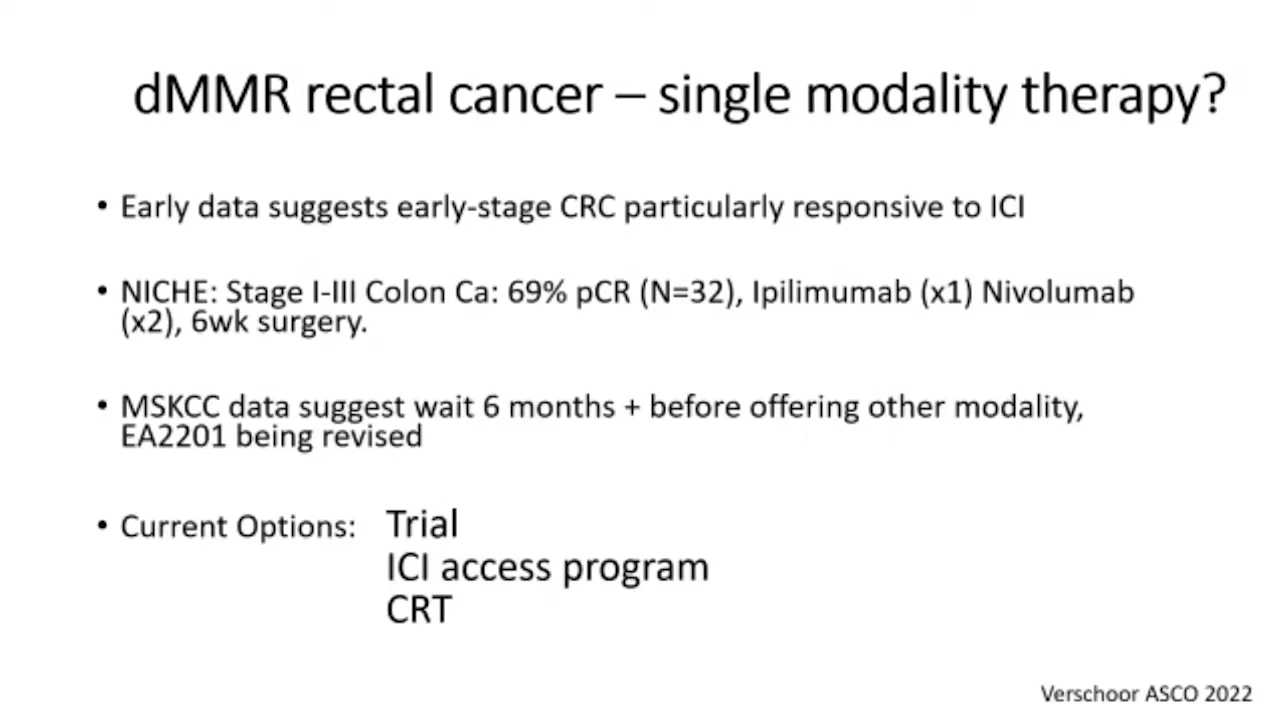 dMMR rectal cancer – single modality therapy?
• Early data suggests early-stage CRC particularly responsive to ICI
• NICHE: Stage I-III Colon Ca: 69% pCR (N=32), Ipilimumab (x1) Nivolumab
(x2), 6wk surgery.
• MSKCC data suggest wait 6 months + before offering other modality,
EA2201 being revised
• Current Options: Trial
ICI access program
CRT
Verschoor ASCO 2022